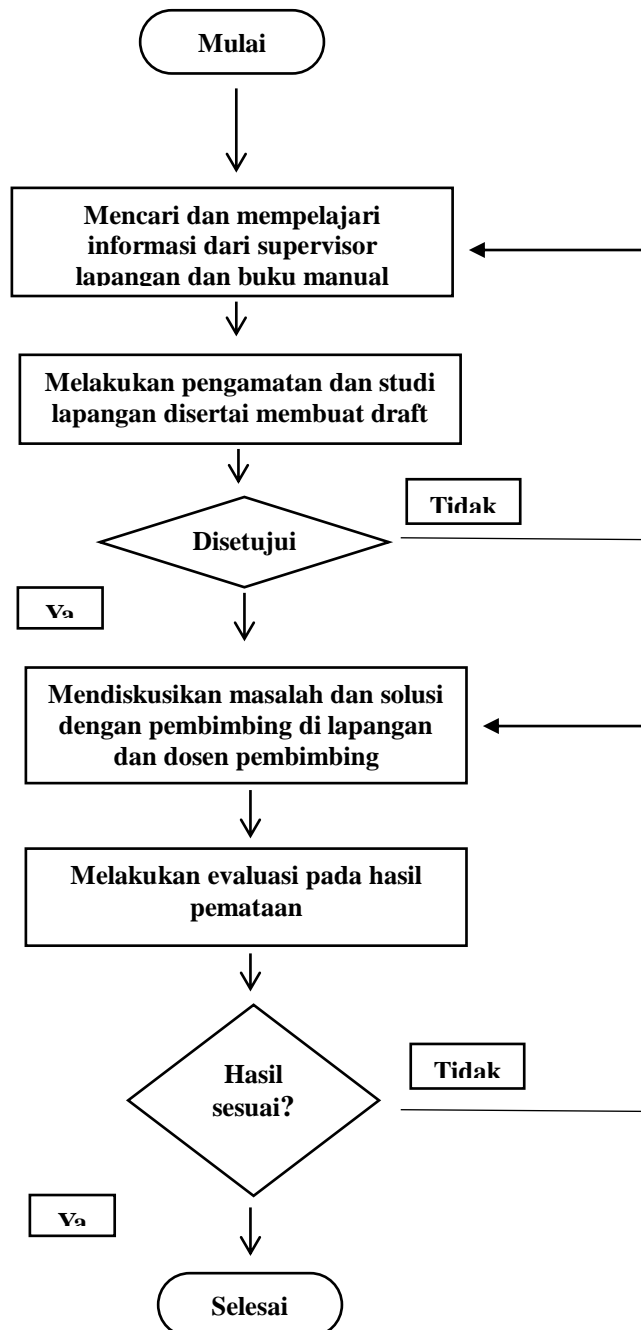 Mulai
Mencari dan mempelajari
informasi dari supervisor
lapangan dan buku manual
Melakukan pengamatan dan studi
lapangan disertai membuat draft
Tidak
Disetujui
Ya
Mendiskusikan masalah dan solusi
dengan pembimbing di lapangan
dan dosen pembimbing
Melakukan evaluasi pada hasil
pemataan
Tidak
Hasil
sesuai?
Ya
Selesai